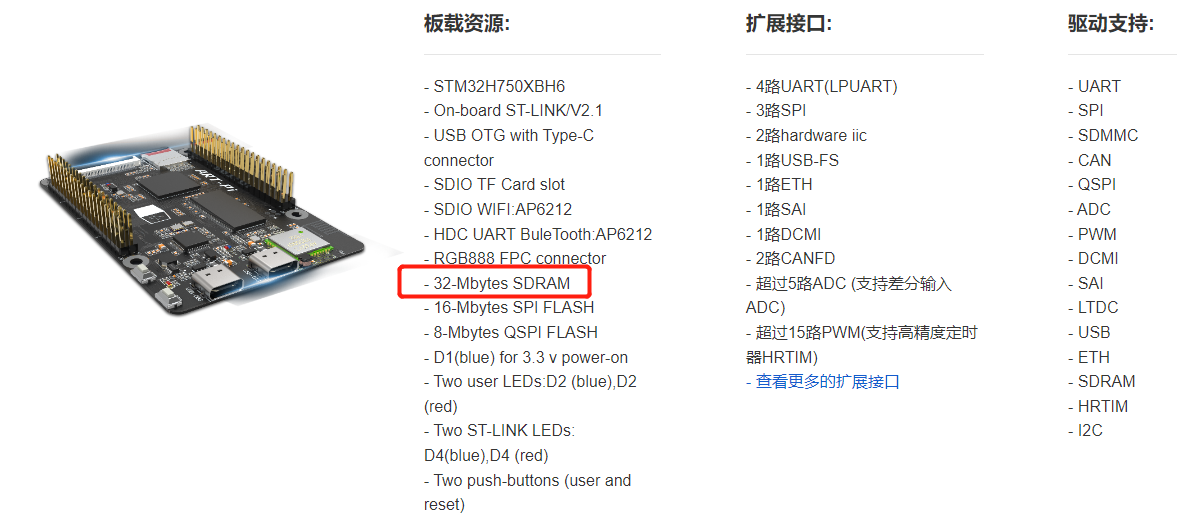 板载资源:
- STM32H750XBH6
- On-board ST-LINK/V2.1
- USB OTG with Type-C
connector
- SDIO TF Card slot
- SDIO WIFI:AP6212
- HDC UART BuleTooth:AP6212
- RGB888 FPC connector
- 32-Mbytes SDRAM
- 16-Mbytes SPI FLASH
- 8-Mbytes QSPI FLASH
- D1(blue) for 3.3 v power-on
- Two user LEDs:D2 (blue),D2
(red)
- Two ST-LINK LEDs:
D4(blue),D4 (red)
- Two push-buttons (user and
reset)
扩展接口:
- 4路UART(LPUART)
- 3路SPI
- 2路hardware iic
- 1路USB-FS
- 1路ETH
- 1路SAI
- 1路DCMI
- 2路CANFD
- 超过5路ADC (支持差分输入
ADC)
- 超过15路PWM(支持高精度定时
器HRTIM)
- 查看更多的扩展接口
驱动支持:
- UART
- SPI
- SDMMC
- CAN
- QSPI
- ADC
- PWM
- DCMI
- SAI
- LTDC
- USB
- ETH
- SDRAM
- HRTIM
- I2C
ART-Pi